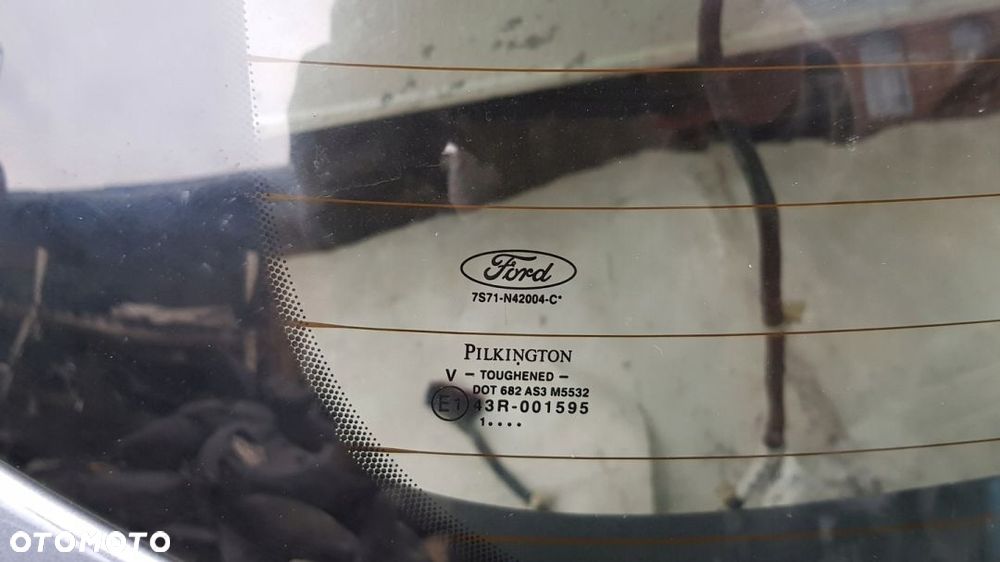 Ford
7S71-N42004-C*
PILKINGTON
V - TOUGHENED -
DOT 682 AS3 M5532
E1 43R-001595
1....
OTOMOTO